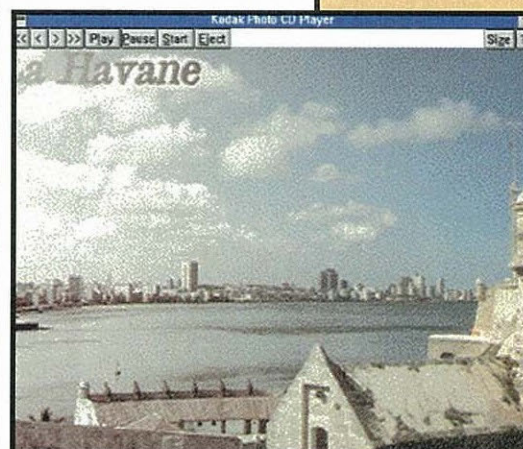 Kodak Photo CD Player
<< < > >> Play Pause Start Eject Size
a Havane